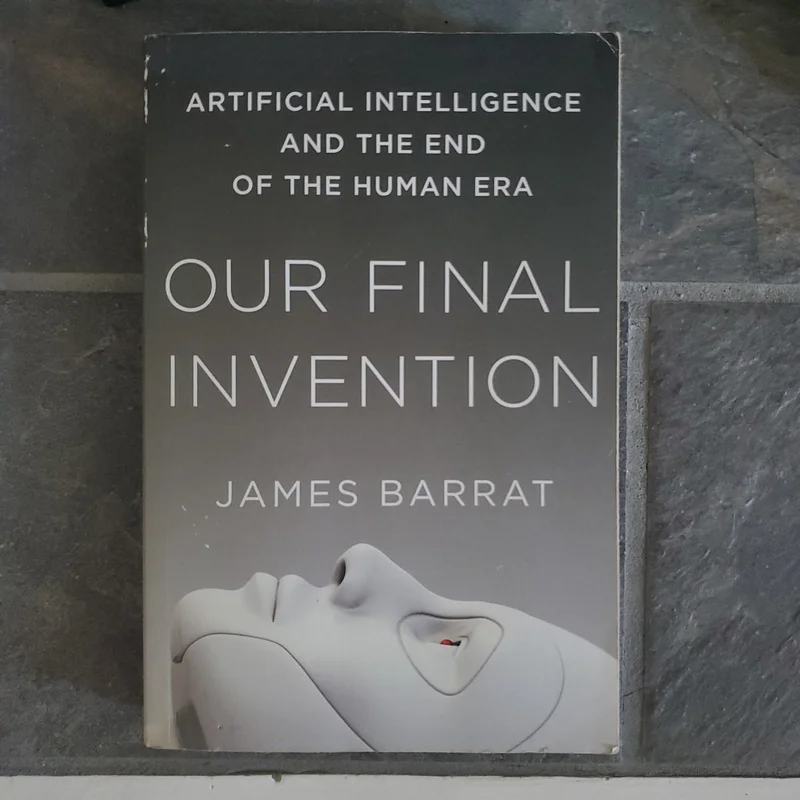 ARTIFICIAL INTELLIGENCE
AND THE END
OF THE HUMAN ERA
OUR FINAL
INVENTION
JAMES BARRAT